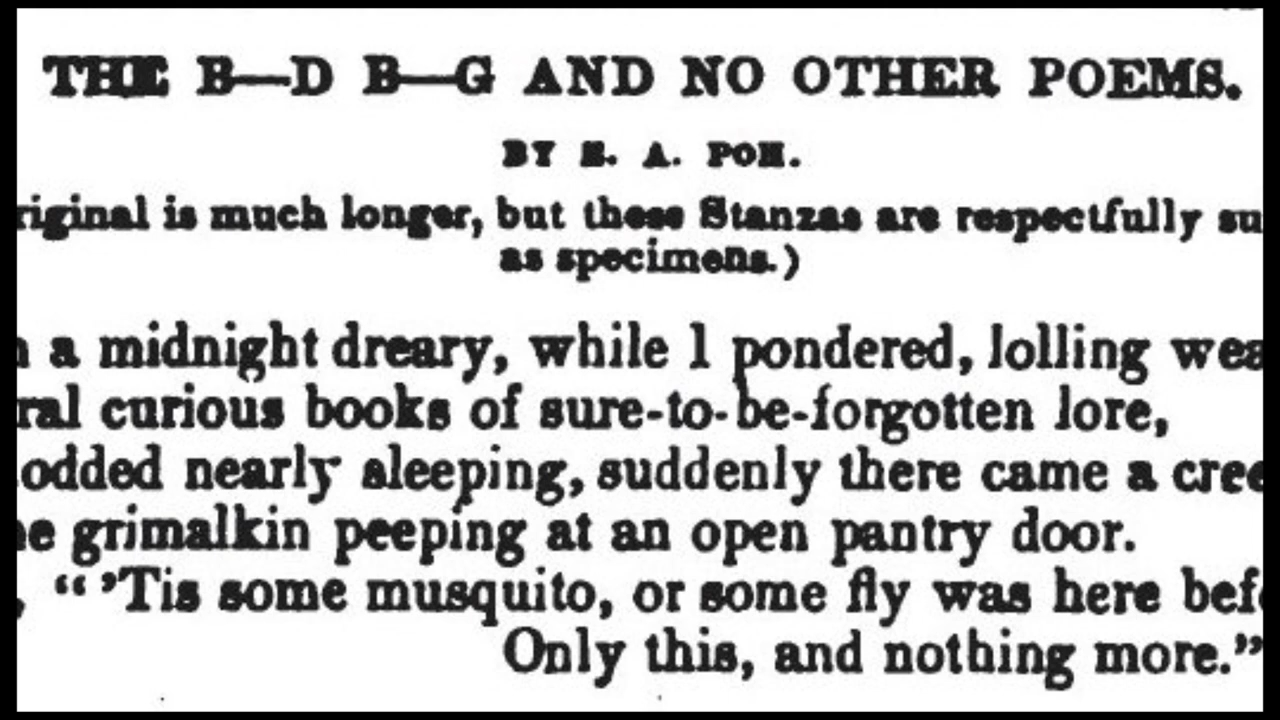 THE B—D B—G AND NO OTHER POEMS.
BY E. A. POH.
riginal is much longer, but these Stanzas are respectfully su
as specimens.)
a midnight dreary, while I pondered, lolling wea
ral curious books of sure-to-be-forgotten lore,
odded nearly sleeping, suddenly there came a cree
e grimalkin peeping at an open pantry door.
, “ ’Tis some musquito, or some fly was here bef
Only this, and nothing more.”